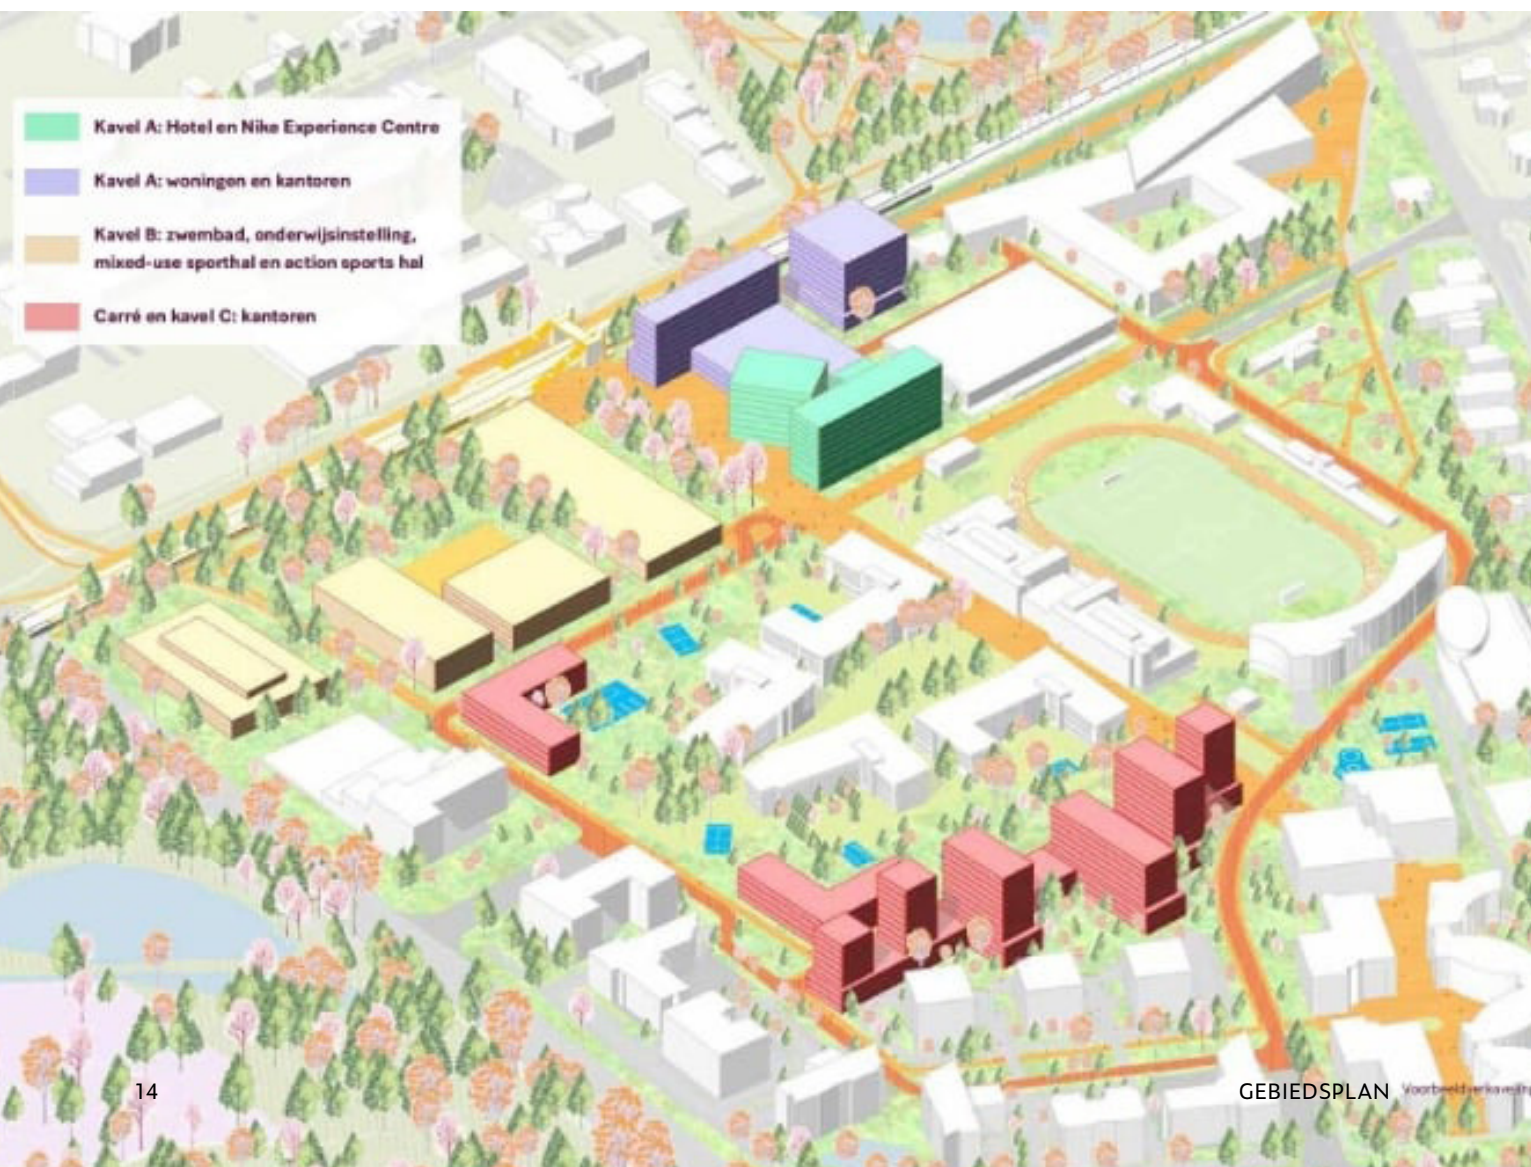 Kavel A: Hotel en Nike Experience Centre
Kavel A: woningen en kantoren
Kavel B: zwembad, onderwijsinstelling,
mixed-use sporthal en action sports hal
Carré en kavel C: kantoren
14
GEBIEDSPLAN